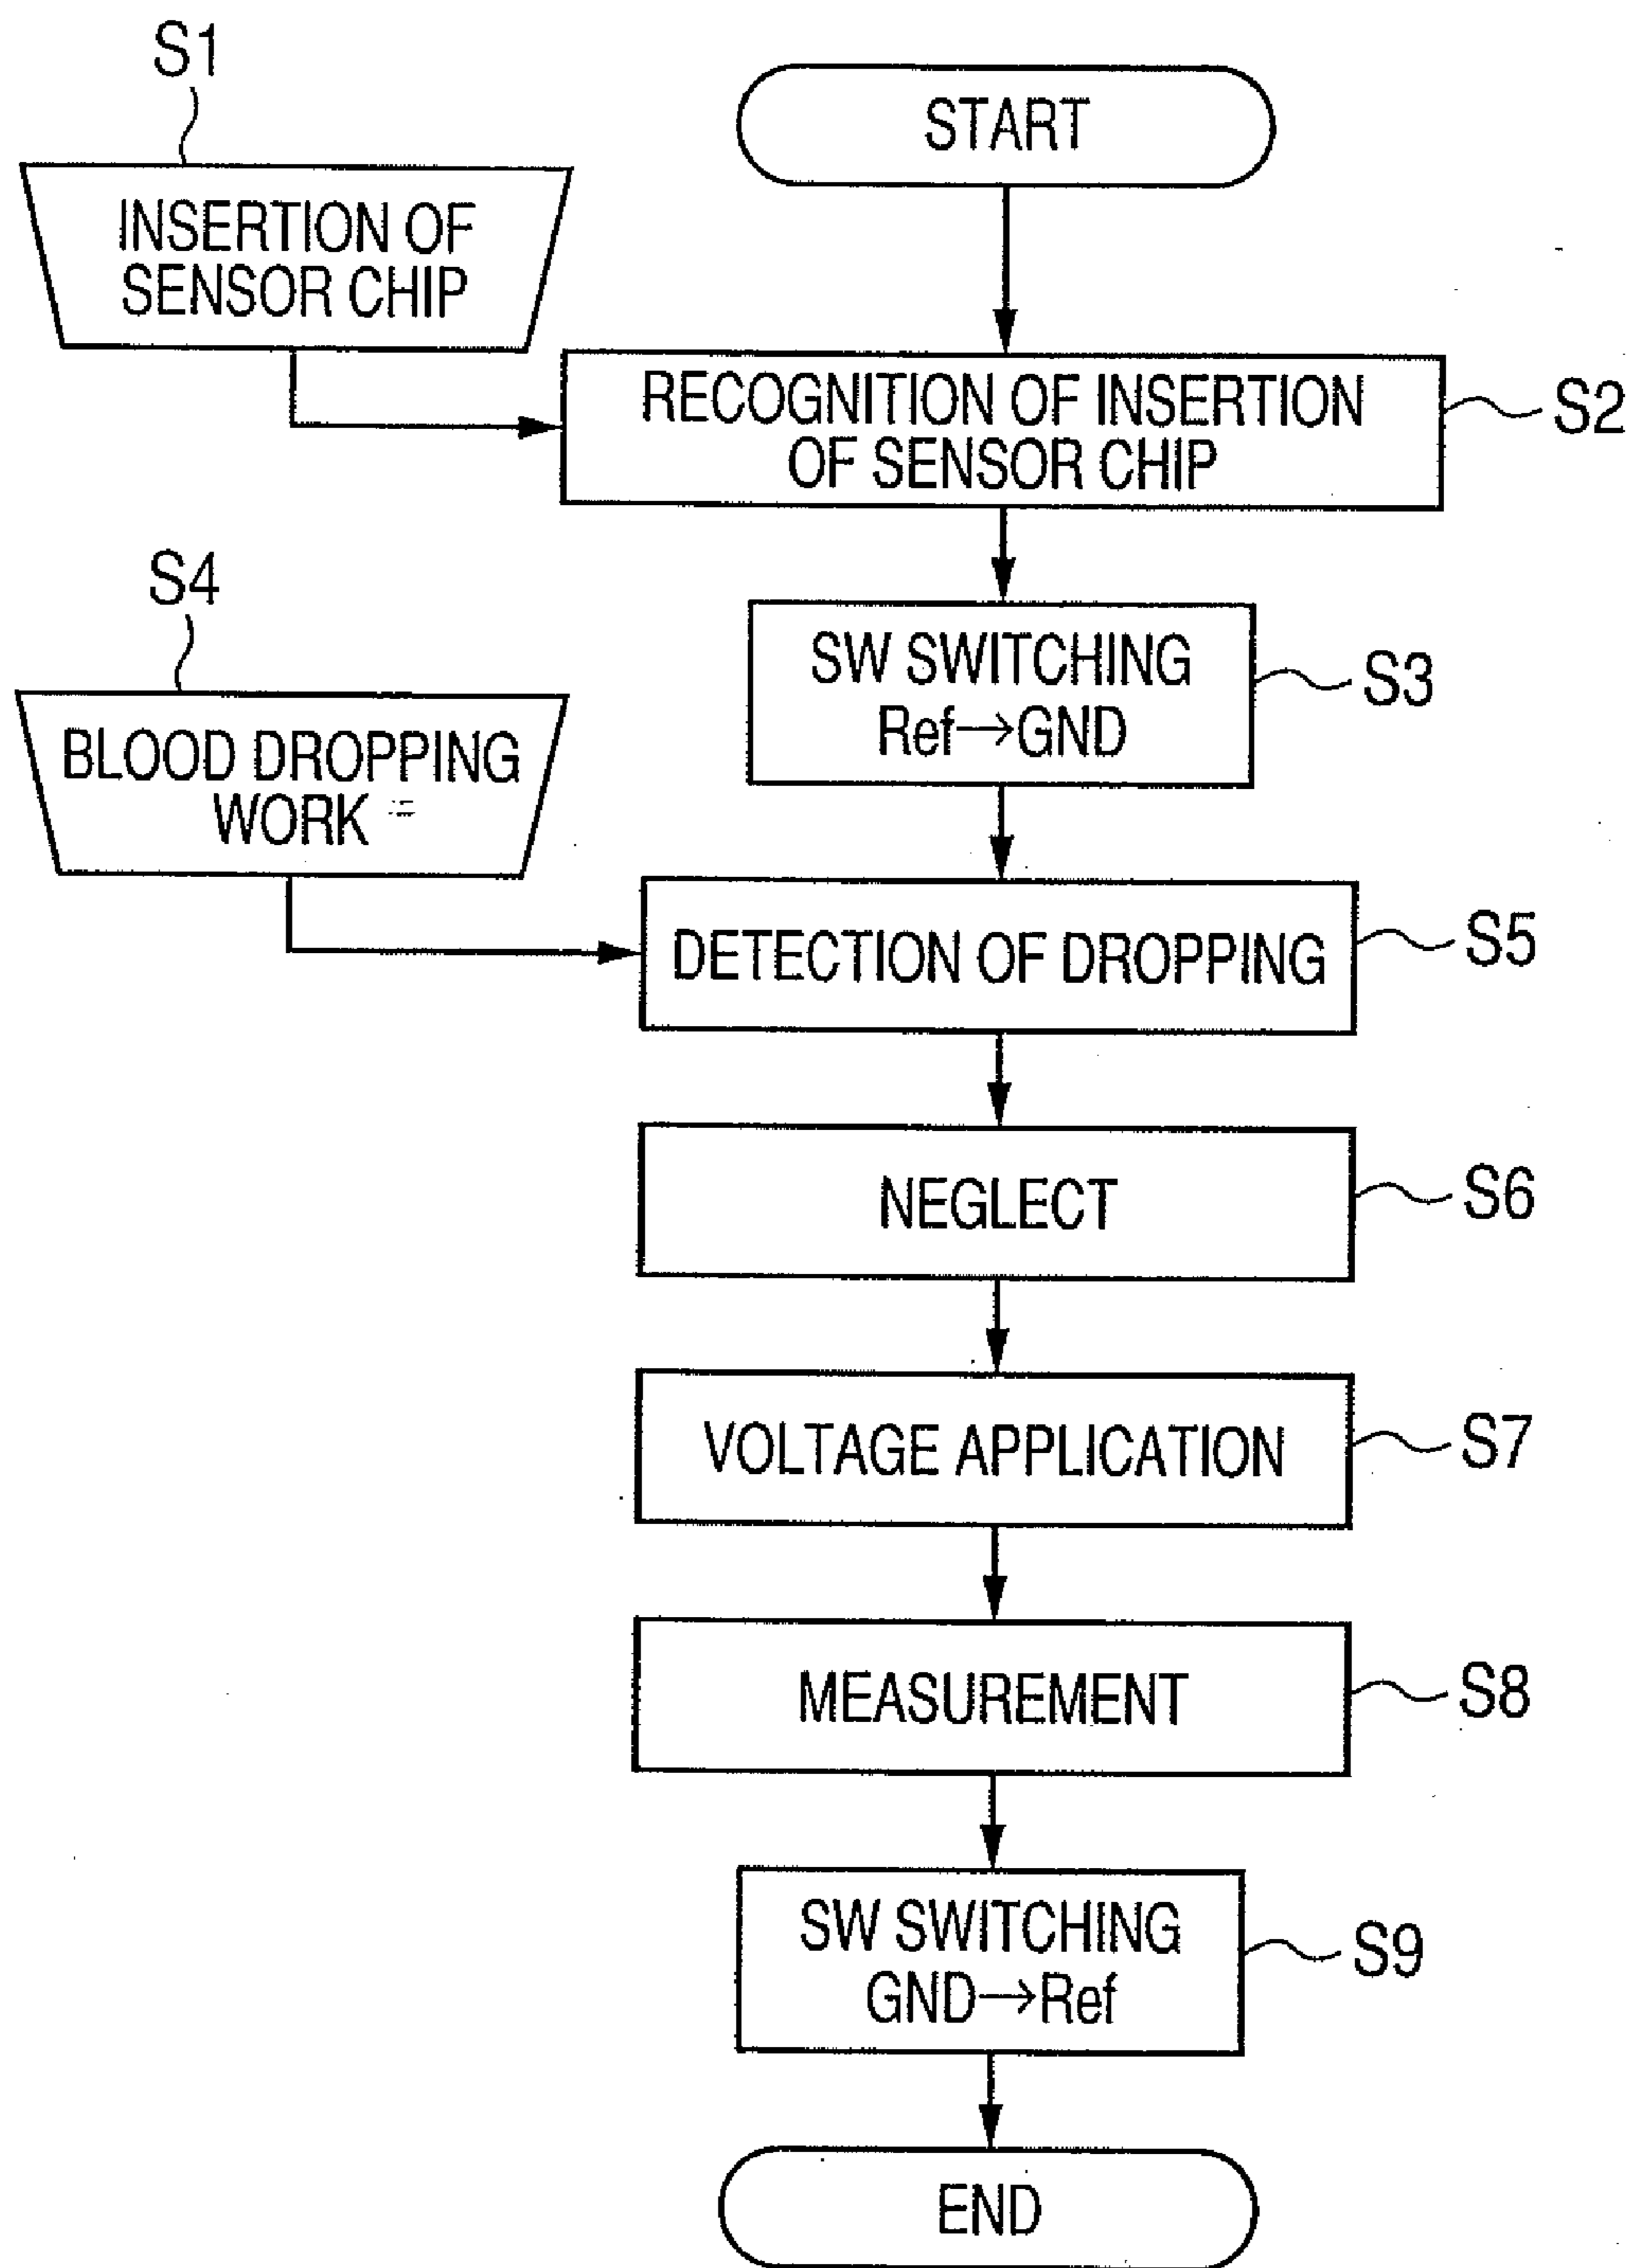 S1
START
INSERTION OF
SENSOR CHIP
RECOGNITION OF INSERTION
OF SENSOR CHIP
S2
S4
SW SWITCHING
Ref→GND
S3
BLOOD DROPPING
WORK
DETECTION OF DROPPING
S5
NEGLECT
S6
VOLTAGE APPLICATION
S7
MEASUREMENT
S8
SW SWITCHING
GND→Ref
S9
END